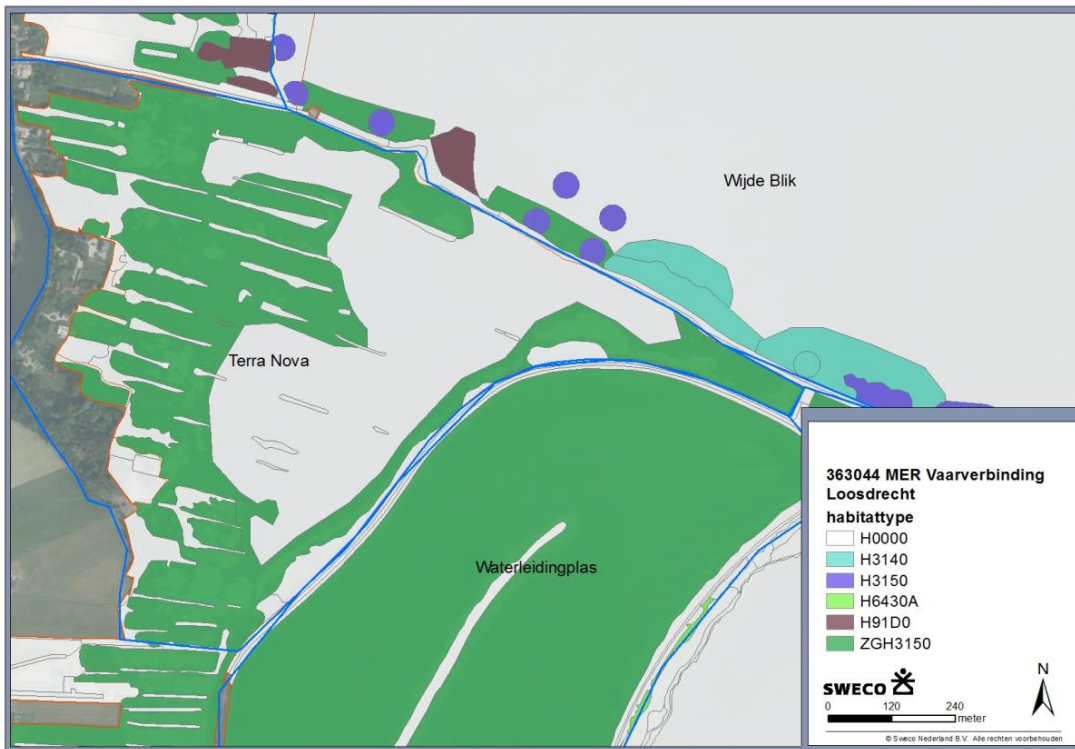 Wijde Blik
Terra Nova
Waterleidingplas
363044 MER Vaarverbinding
Loosdrecht
habitattype
H0000
H3140
H3150
H6430A
H91D0
ZGH3150
SWECO
N
0 120 240
meter
© Sweco Nederland B.V. Alle rechten voorbehouden